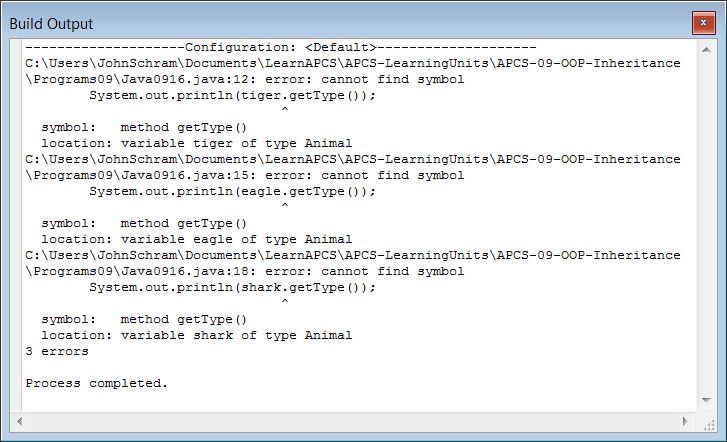 Build Output
x
--------------------Configuration: <Default>--------------------
C:\Users\JohnSchram\Documents\LearnAPCS\APCS-LearningUnits\APCS-09-OOP-Inheritance
\Programs09\Java0916.java:12: error: cannot find symbol
        System.out.println(tiger.getType());
                                ^
  symbol:   method getType()
  location: variable tiger of type Animal
C:\Users\JohnSchram\Documents\LearnAPCS\APCS-LearningUnits\APCS-09-OOP-Inheritance
\Programs09\Java0916.java:15: error: cannot find symbol
        System.out.println(eagle.getType());
                                ^
  symbol:   method getType()
  location: variable eagle of type Animal
C:\Users\JohnSchram\Documents\LearnAPCS\APCS-LearningUnits\APCS-09-OOP-Inheritance
\Programs09\Java0916.java:18: error: cannot find symbol
        System.out.println(shark.getType());
                                ^
  symbol:   method getType()
  location: variable shark of type Animal
3 errors

Process completed.